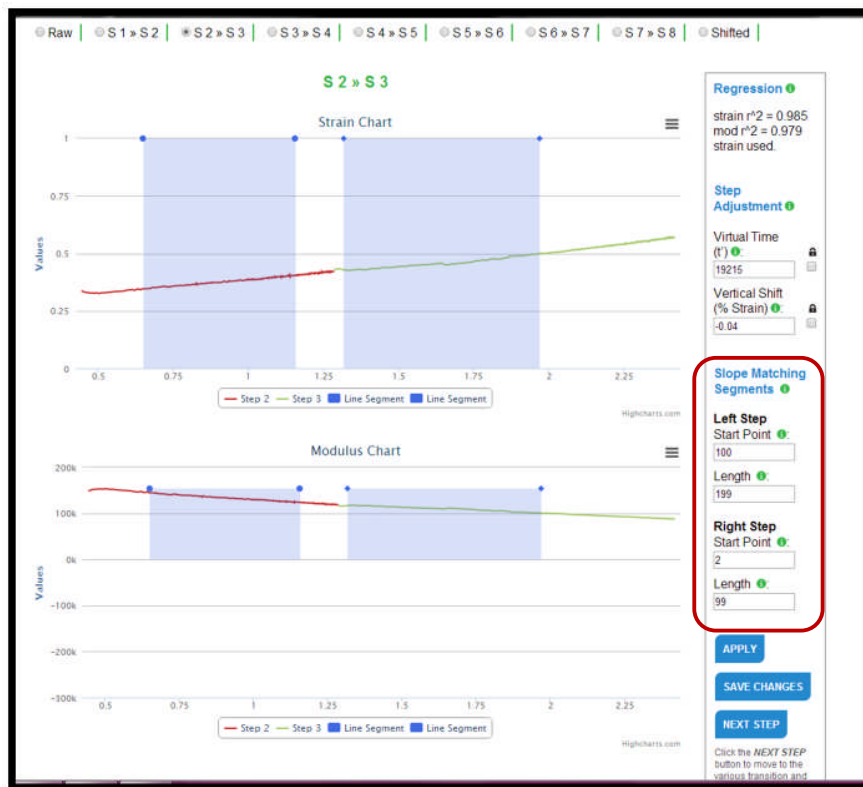 Raw S 1 » S 2 S 2 » S 3 S 3 » S 4 S 4 » S 5 S 5 » S 6 S 6 » S 7 S 7 » S 8 Shifted
S 2 » S 3
Strain Chart
Values
1
0.75
0.5
0.25
0
0.5 0.75 1 1.25 1.5 1.75 2 2.25
Step 2 Step 3 Line Segment Line Segment
Highcharts.com
Modulus Chart
Values
200k
100k
0k
-100k
-200k
-300k
0.5 0.75 1 1.25 1.5 1.75 2 2.25
Step 2 Step 3 Line Segment Line Segment
Highcharts.com
Regression
strain r^2 = 0.985
mod r^2 = 0.979
strain used.
Step
Adjustment
Virtual Time
(t') :
19215
Vertical Shift
(% Strain) :
-0.04
Slope Matching
Segments
Left Step
Start Point :
100
Length :
199
Right Step
Start Point :
2
Length :
99
APPLY
SAVE CHANGES
NEXT STEP
Click the NEXT STEP
button to move to the
various transition and